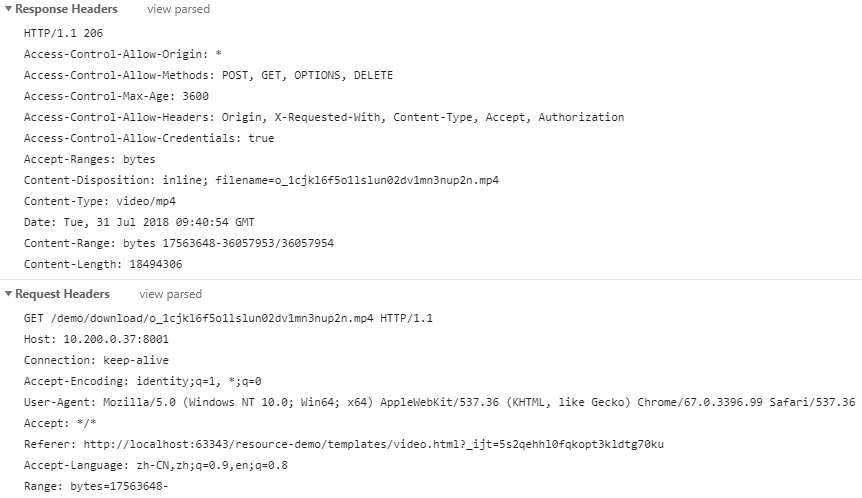 Response Headers view parsed
HTTP/1.1 206
Access-Control-Allow-Origin: *
Access-Control-Allow-Methods: POST, GET, OPTIONS, DELETE
Access-Control-Max-Age: 3600
Access-Control-Allow-Headers: Origin, X-Requested-With, Content-Type, Accept, Authorization
Access-Control-Allow-Credentials: true
Accept-Ranges: bytes
Content-Disposition: inline; filename=o_1cjkl6f5o1lslun02dv1mn3nup2n.mp4
Content-Type: video/mp4
Date: Tue, 31 Jul 2018 09:40:54 GMT
Content-Range: bytes 17563648-36057953/36057954
Content-Length: 18494306
Request Headers view parsed
GET /demo/download/o_1cjkl6f5o1lslun02dv1mn3nup2n.mp4 HTTP/1.1
Host: 10.200.0.37:8001
Connection: keep-alive
Accept-Encoding: identity;q=1, *;q=0
User-Agent: Mozilla/5.0 (Windows NT 10.0; Win64; x64) AppleWebKit/537.36 (KHTML, like Gecko) Chrome/67.0.3396.99 Safari/537.36
Accept: */*
Referer: http://localhost:63343/resource-demo/templates/video.html?_ijt=5s2qehhl0fqkopt3kldtg70ku
Accept-Language: zh-CN,zh;q=0.9,en;q=0.8
Range: bytes=17563648-